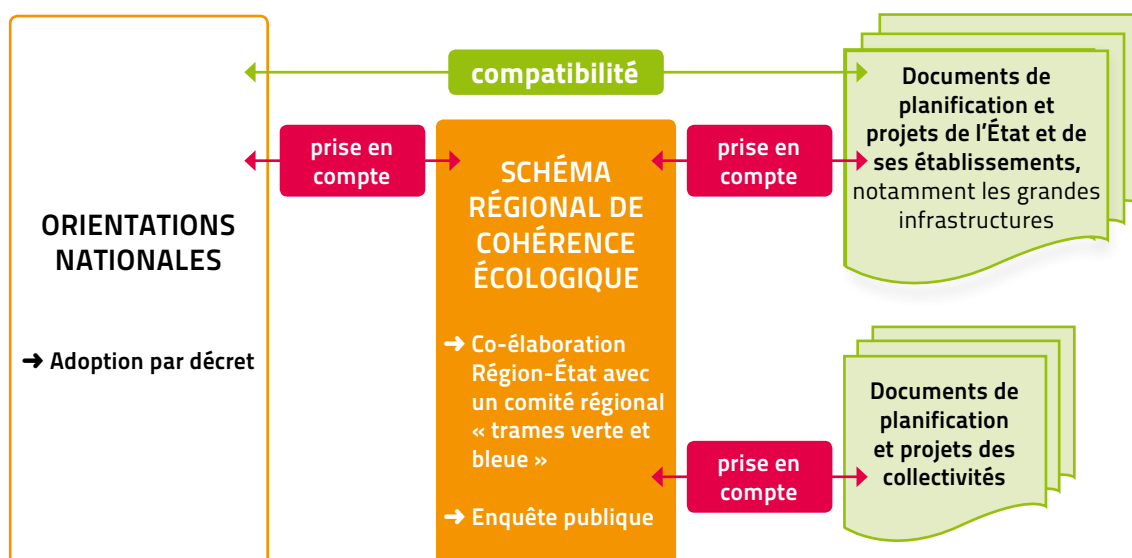 ORIENTATIONS
NATIONALES
➜ Adoption par décret
compatibilité
prise en
compte
SCHÉMA
RÉGIONAL DE
COHÉRENCE
ÉCOLOGIQUE
➜ Co-élaboration
Région-État avec
un comité régional
« trames verte et
bleue »
➜ Enquête publique
prise en
compte
Documents de
planification et
projets de l'État et de
ses établissements,
notamment les grandes
infrastructures
prise en
compte
Documents de
planification
et projets des
collectivités